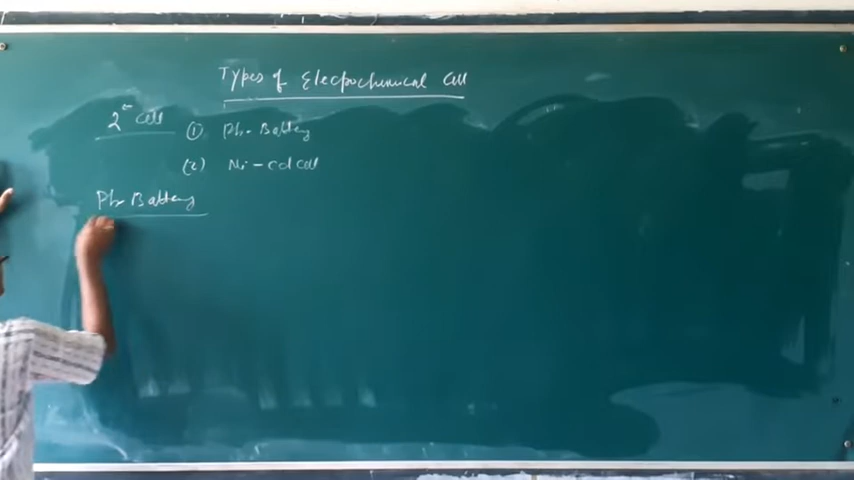 Types of Electrochemical Cell
2° Cell ① Pb-Battery
(2) Ni-cd cell
Pb-Battery